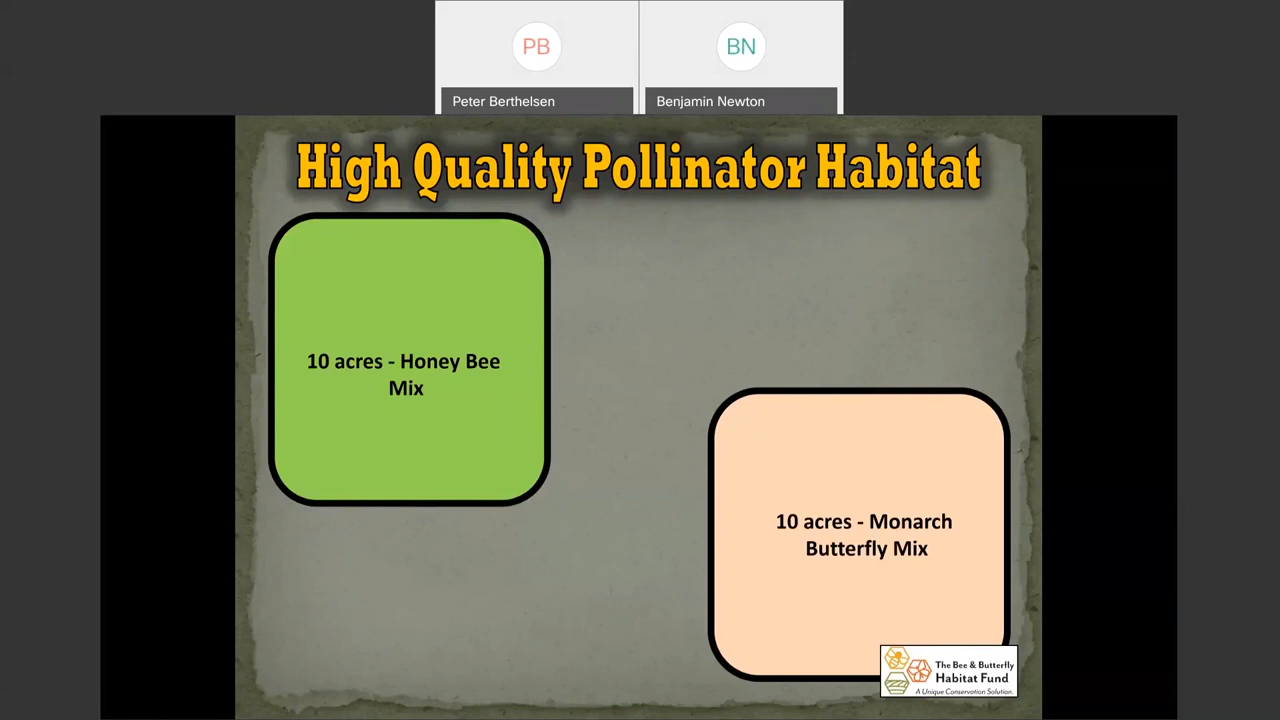 PB
BN
Peter Berthelsen
Benjamin Newton
High Quality Pollinator Habitat
10 acres - Honey Bee
Mix
10 acres - Monarch
Butterfly Mix
The Bee & Butterfly
Habitat Fund
A Unique Conservation Solution.